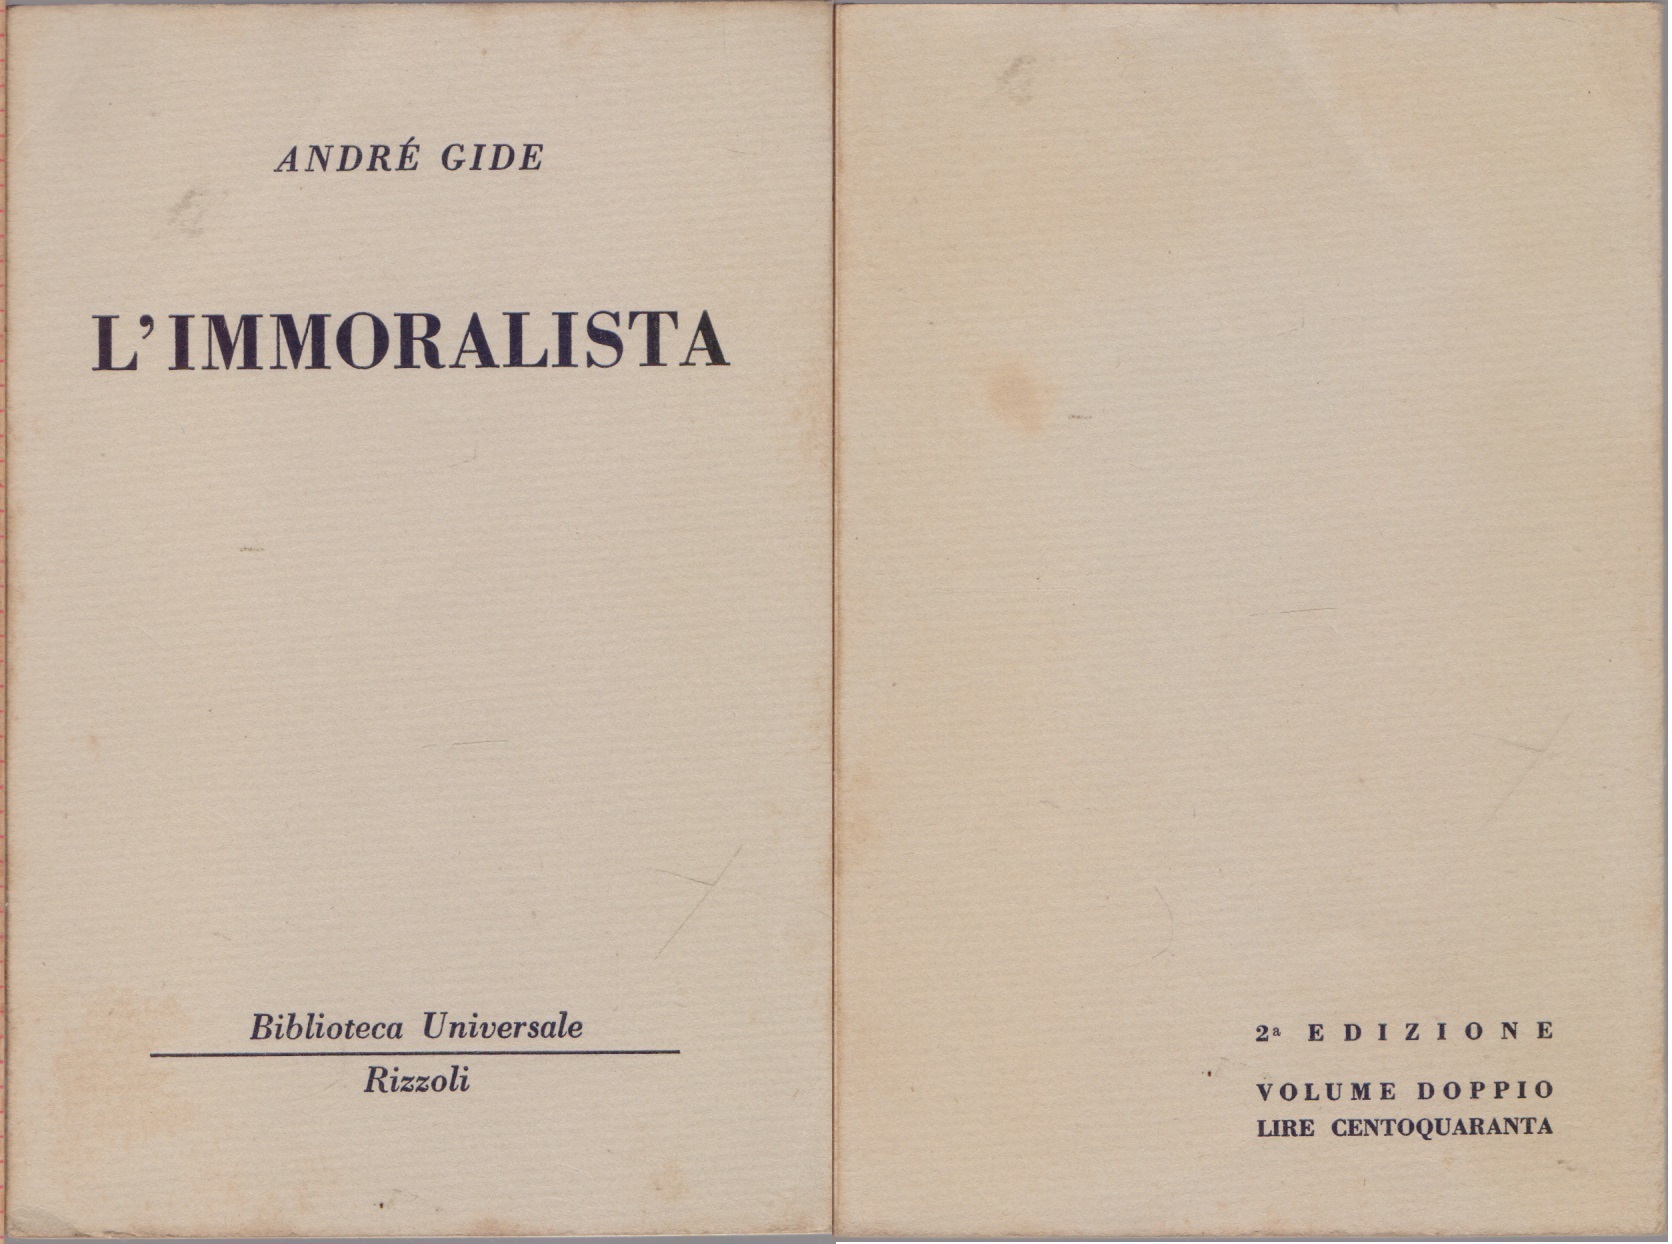 ANDRÉ GIDE
L'IMMORALISTA
Biblioteca Universale
Rizzoli
2ª EDIZIONE
VOLUME DOPPIO
LIRE CENTOQUARANTA